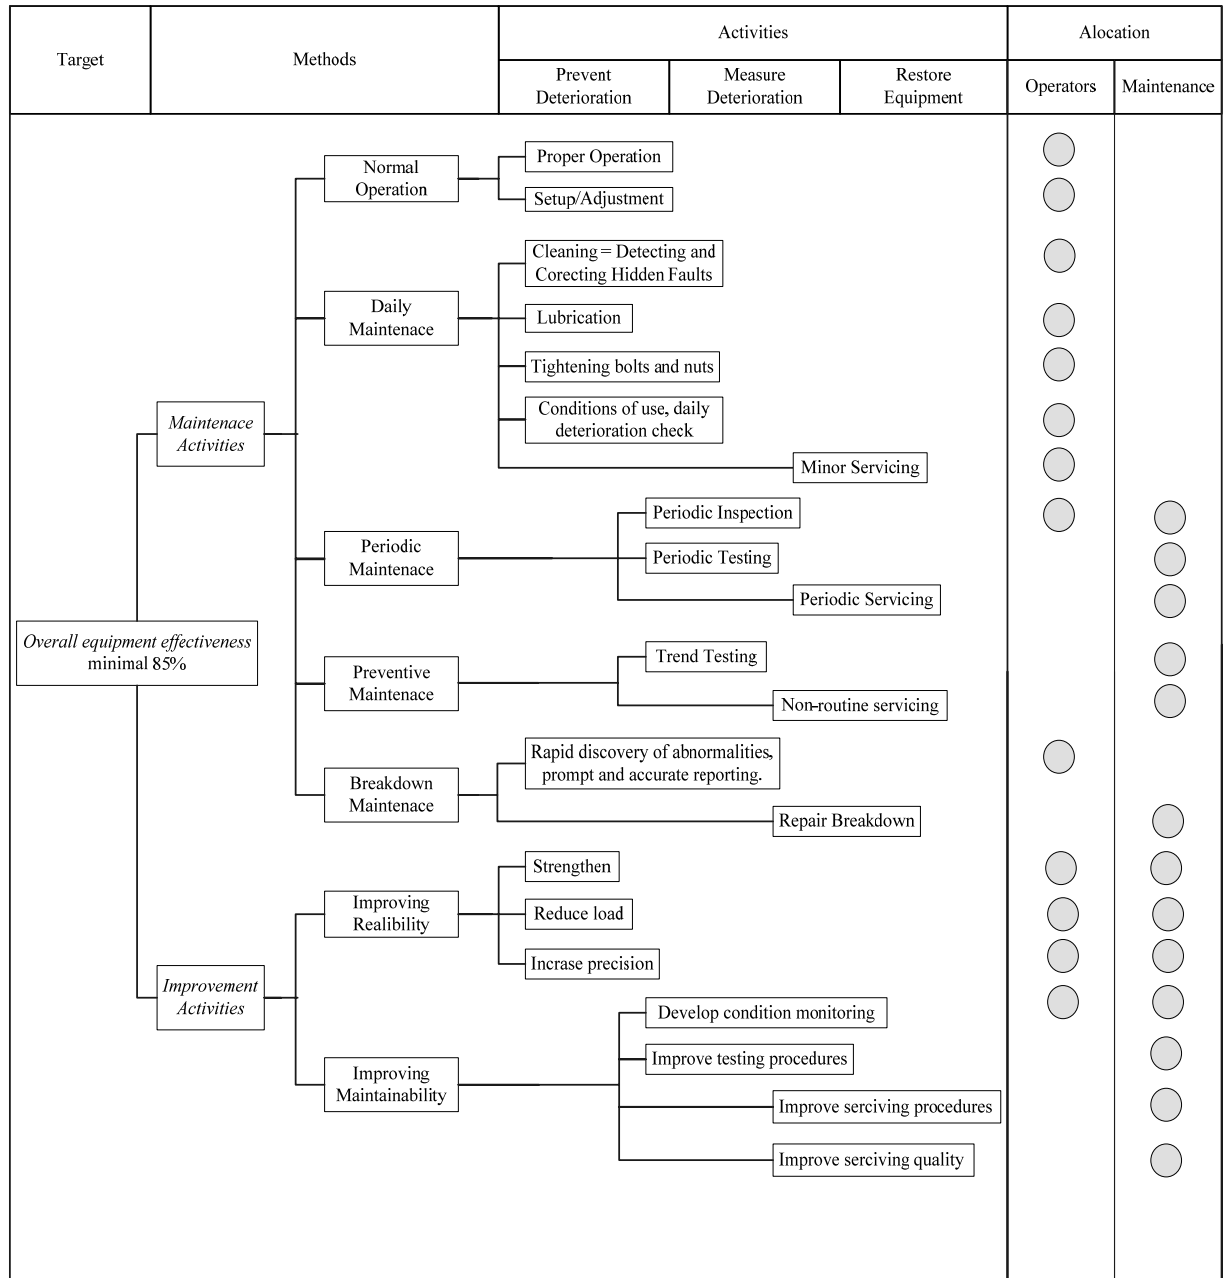 Target
Methods
Activities
Alocation
Prevent
Deterioration
Measure
Deterioration
Restore
Equipment
Operators
Maintenance
Normal
Operation
Proper Operation
Setup/Adjustment
Daily
Maintenace
Cleaning = Detecting and
Corecting Hidden Faults
Lubrication
Tightening bolts and nuts
Conditions of use, daily
deterioration check
Minor Servicing
Maintenace
Activities
Periodic
Maintenace
Periodic Inspection
Periodic Testing
Periodic Servicing
Overall equipment effectiveness
minimal 85%
Preventive
Maintenace
Trend Testing
Non-routine servicing
Breakdown
Maintenace
Rapid discovery of abnormalities,
prompt and accurate reporting.
Repair Breakdown
Improving
Realibility
Strengthen
Reduce load
Incrase precision
Improvement
Activities
Improving
Maintainability
Develop condition monitoring
Improve testing procedures
Improve serciving procedures
Improve serciving quality